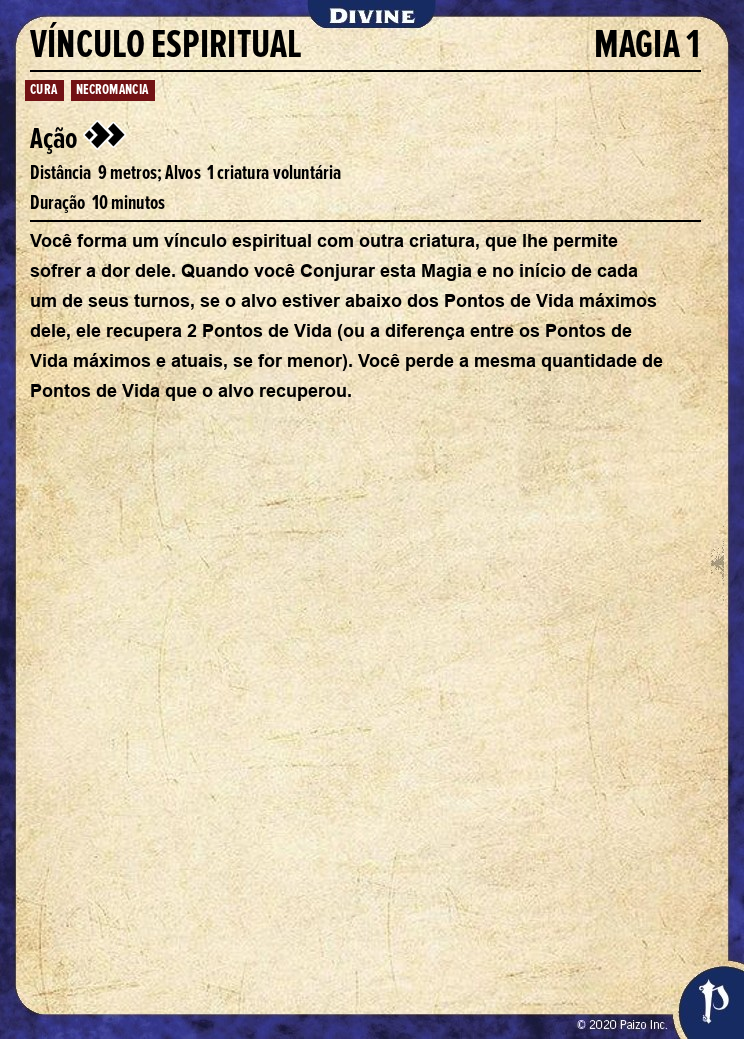 DIVINE
VÍNCULO ESPIRITUAL MAGIA 1
CURA NECROMANCIA
Ação
Distância 9 metros; Alvos 1 criatura voluntária
Duração 10 minutos
Você forma um vínculo espiritual com outra criatura, que lhe permite
sofrer a dor dele. Quando você Conjurar esta Magia e no início de cada
um de seus turnos, se o alvo estiver abaixo dos Pontos de Vida máximos
dele, ele recupera 2 Pontos de Vida (ou a diferença entre os Pontos de
Vida máximos e atuais, se for menor). Você perde a mesma quantidade de
Pontos de Vida que o alvo recuperou.
© 2020 Paizo Inc.
P